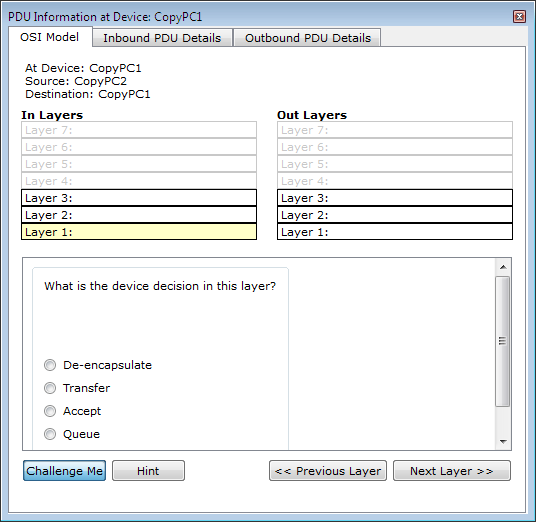 PDU Information at Device: CopyPC1
OSI Model Inbound PDU Details Outbound PDU Details
At Device: CopyPC1
Source: CopyPC2
Destination: CopyPC1
In Layers
Layer 7:
Layer 6:
Layer 5:
Layer 4:
Layer 3:
Layer 2:
Layer 1:
Out Layers
Layer 7:
Layer 6:
Layer 5:
Layer 4:
Layer 3:
Layer 2:
Layer 1:
What is the device decision in this layer?
De-encapsulate
Transfer
Accept
Queue
Challenge Me Hint << Previous Layer Next Layer >>